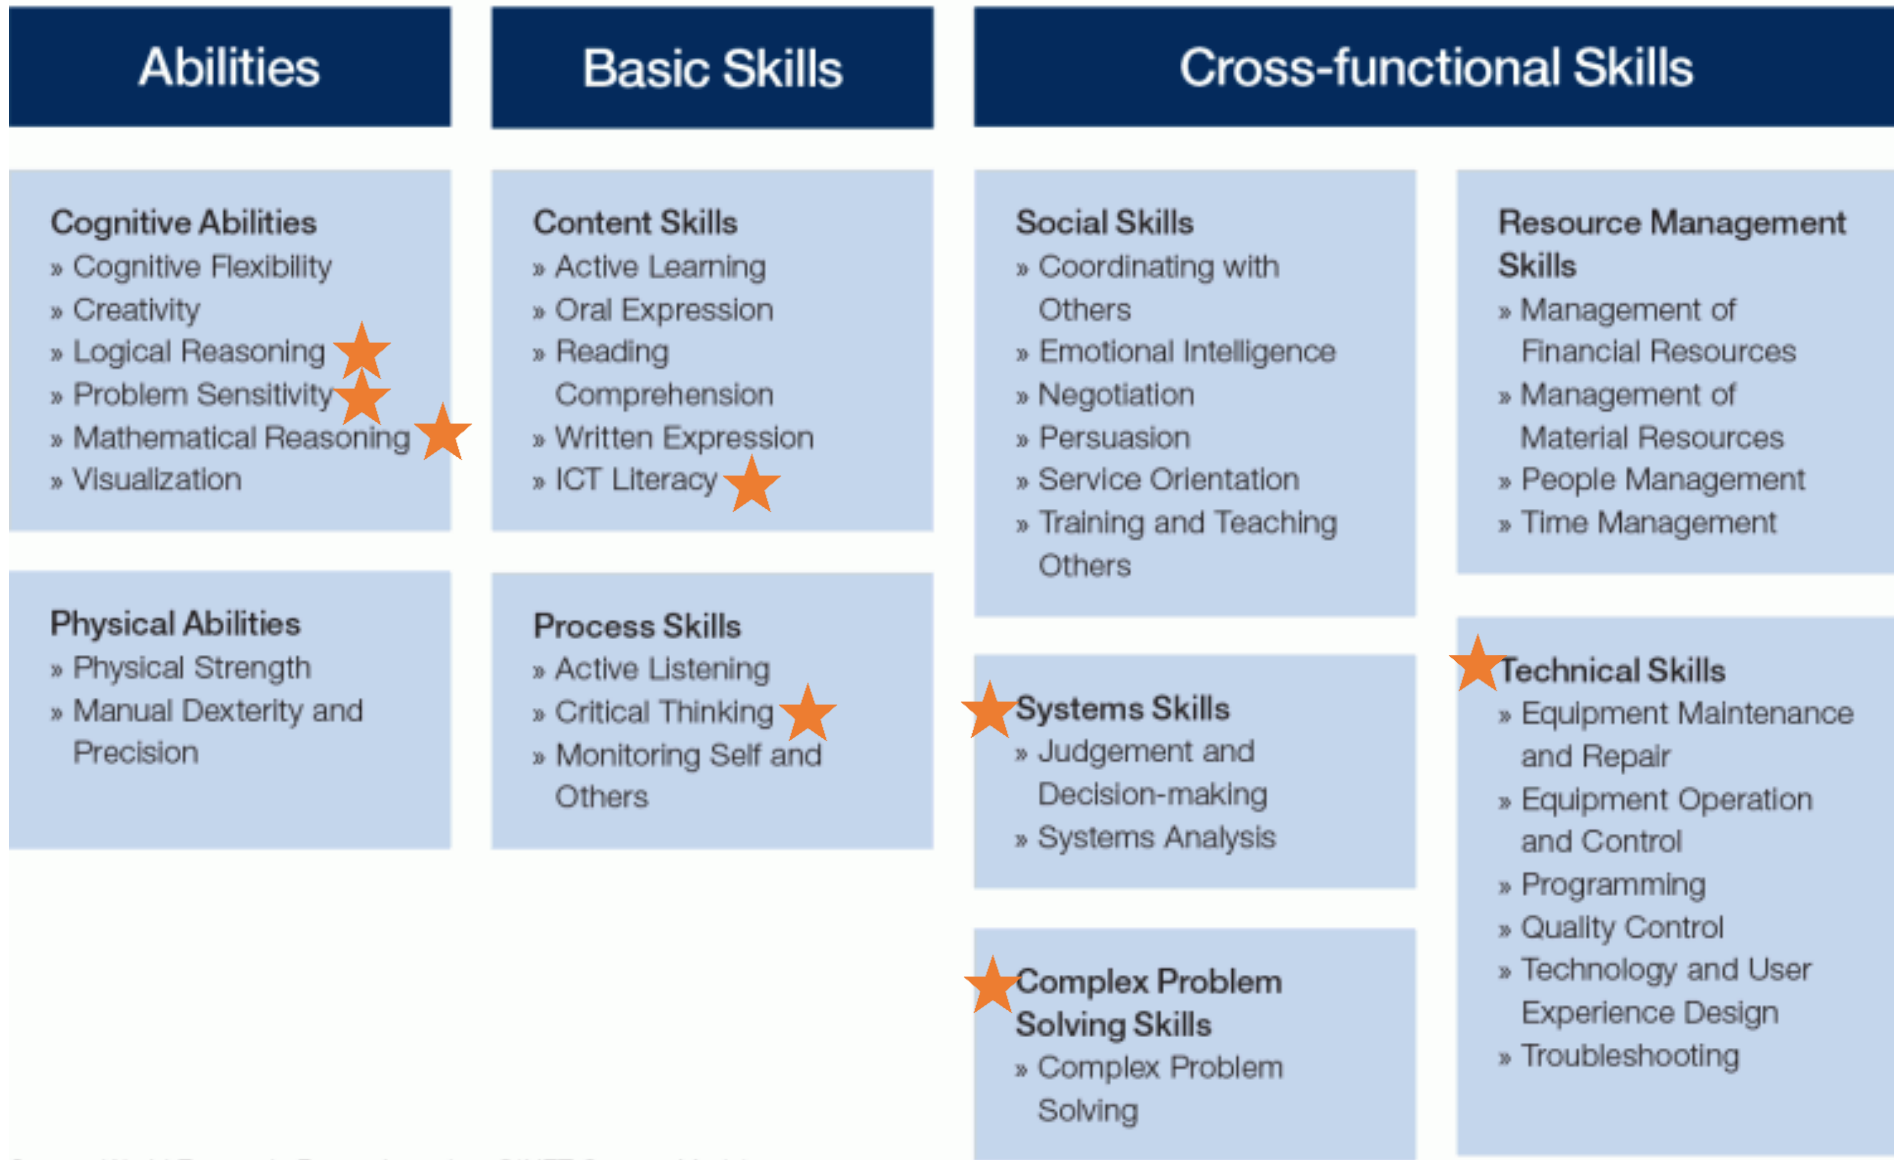 Abilities
Basic Skills
Cross-functional Skills
Cognitive Abilities
» Cognitive Flexibility
» Creativity
» Logical Reasoning
» Problem Sensitivity
» Mathematical Reasoning
» Visualization
Physical Abilities
» Physical Strength
» Manual Dexterity and
Precision
Content Skills
» Active Learning
» Oral Expression
» Reading
Comprehension
» Written Expression
» ICT Literacy
Process Skills
» Active Listening
» Critical Thinking
» Monitoring Self and
Others
Social Skills
» Coordinating with
Others
» Emotional Intelligence
» Negotiation
» Persuasion
» Service Orientation
» Training and Teaching
Others
Systems Skills
» Judgement and
Decision-making
» Systems Analysis
Complex Problem
Solving Skills
» Complex Problem
Solving
Resource Management
Skills
» Management of
Financial Resources
» Management of
Material Resources
» People Management
» Time Management
Technical Skills
» Equipment Maintenance
and Repair
» Equipment Operation
and Control
» Programming
» Quality Control
» Technology and User
Experience Design
» Troubleshooting